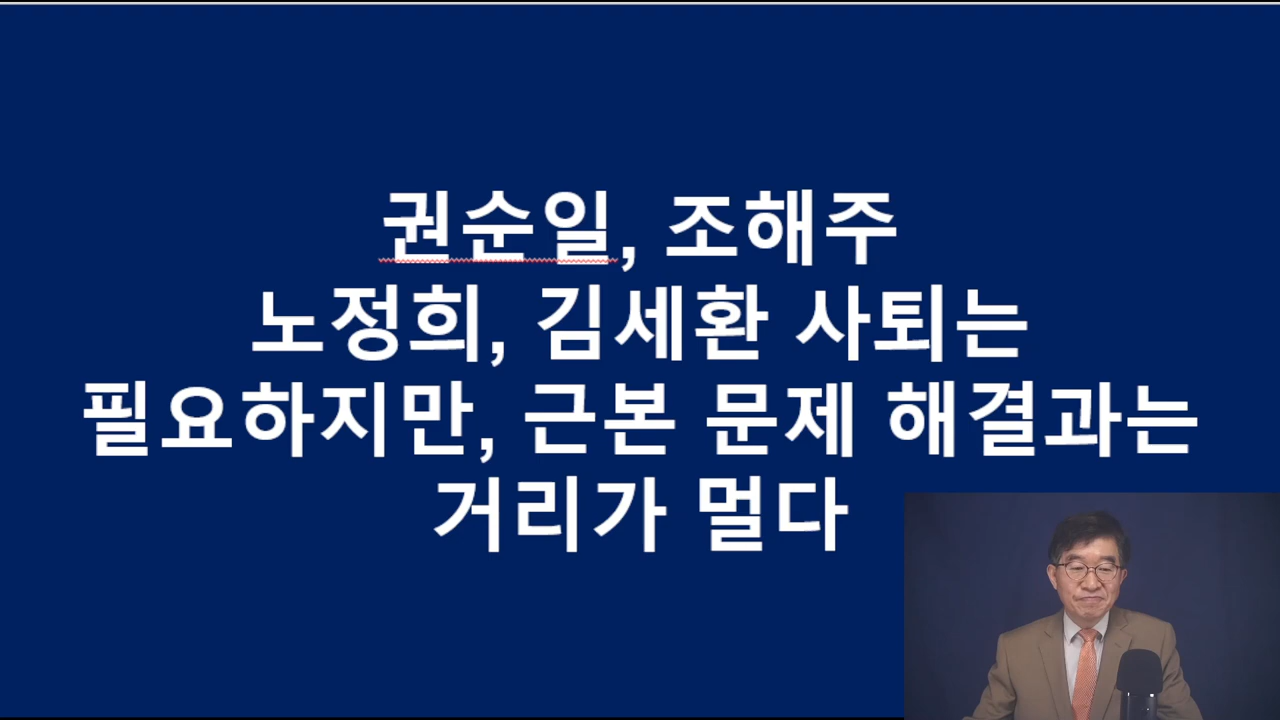 권순일, 조해주
노정희, 김세환 사퇴는
필요하지만, 근본 문제 해결과는
거리가 멀다